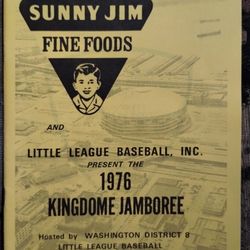 SUNNY JIM
FINE FOODS
AND
LITTLE LEAGUE BASEBALL, INC.
PRESENT THE
1976
KINGDOME JAMBOREE
Hosted by WASHINGTON DISTRICT 8
LITTLE LEAGUE BASEBALL